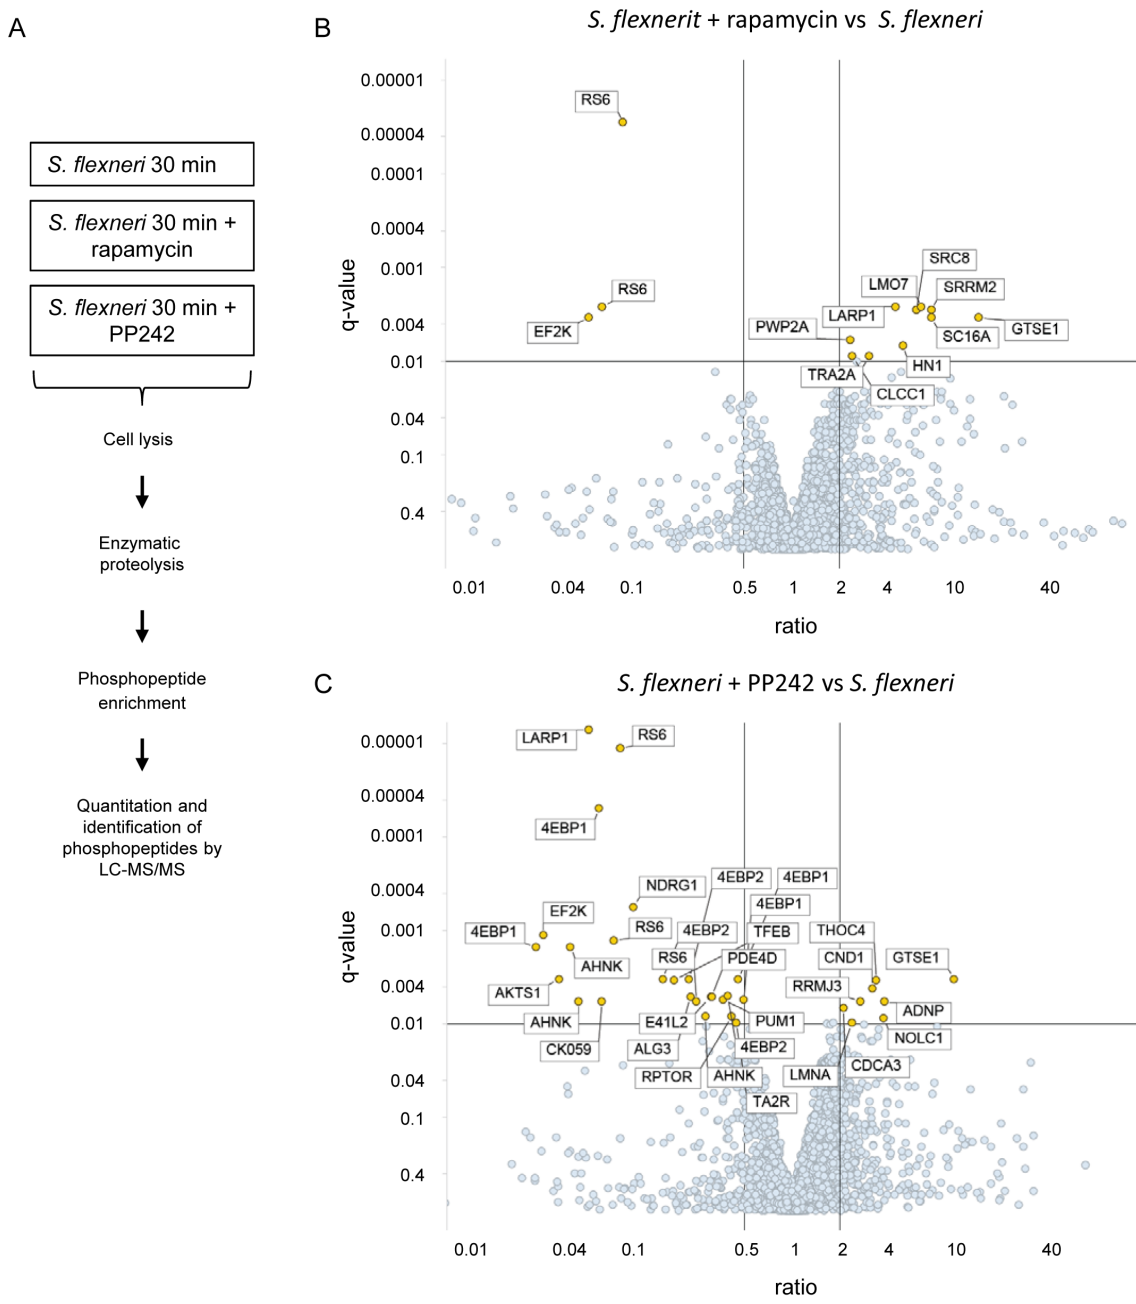 A
S. flexneri 30 min
S. flexneri 30 min +
rapamycin
S. flexneri 30 min +
PP242
Cell lysis
Enzymatic
proteolysis
Phosphopeptide
enrichment
Quantitation and
identification of
phosphopeptides by
LC-MS/MS
B
S. flexnerit + rapamycin vs S. flexneri
q-value
0.00001
0.00004
0.0001
0.0004
0.001
0.004
0.01
0.04
0.1
0.4
RS6
RS6
EF2K
SRC8
LMO7
SRRM2
LARP1
PWP2A
GTSE1
SC16A
HN1
TRA2A
CLCC1
0.01
0.04
0.1
0.5
1
2
4
10
40
ratio
C
S. flexneri + PP242 vs S. flexneri
q-value
0.00001
0.00004
0.0001
0.0004
0.001
0.004
0.01
0.04
0.1
0.4
LARP1
RS6
4EBP1
NDRG1
4EBP2
4EBP1
4EBP1
EF2K
4EBP1
RS6
4EBP2
TFEB
THOC4
AHNK
RS6
PDE4D
CND1
GTSE1
AKTS1
RRMJ3
ADNP
AHNK
E41L2
PUM1
NOLC1
CK059
ALG3
4EBP2
CDCA3
RPTOR
AHNK
LMNA
TA2R
0.01
0.04
0.1
0.5
1
2
4
10
40
ratio